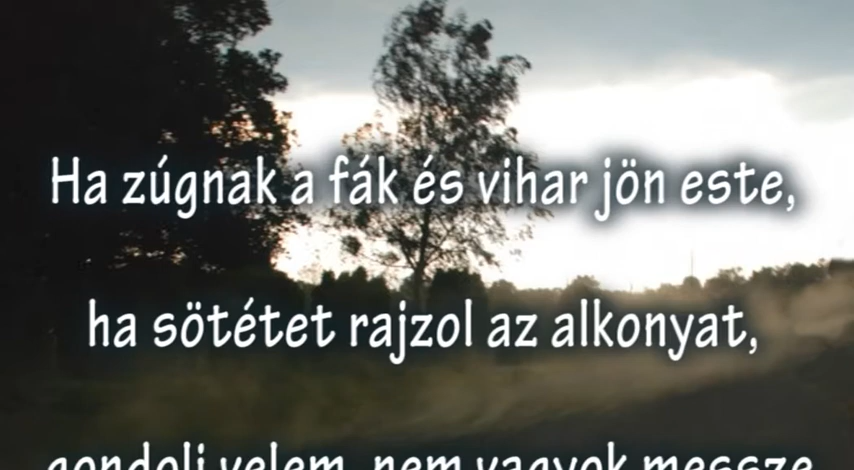 Ha zúgnak a fák és vihar jön este,
ha sötétet rajzol az alkonyat,
gondolj velem, nem vagyok messze